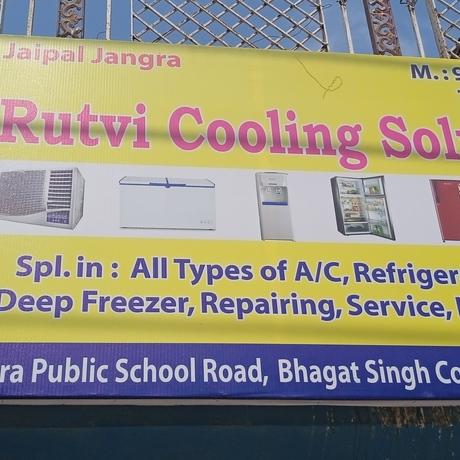 Jaipal Jangra M.: 9
Rutvi Cooling Sol
Spl. in : All Types of A/C, Refriger
Deep Freezer, Repairing, Service,
ra Public School Road, Bhagat Singh Co